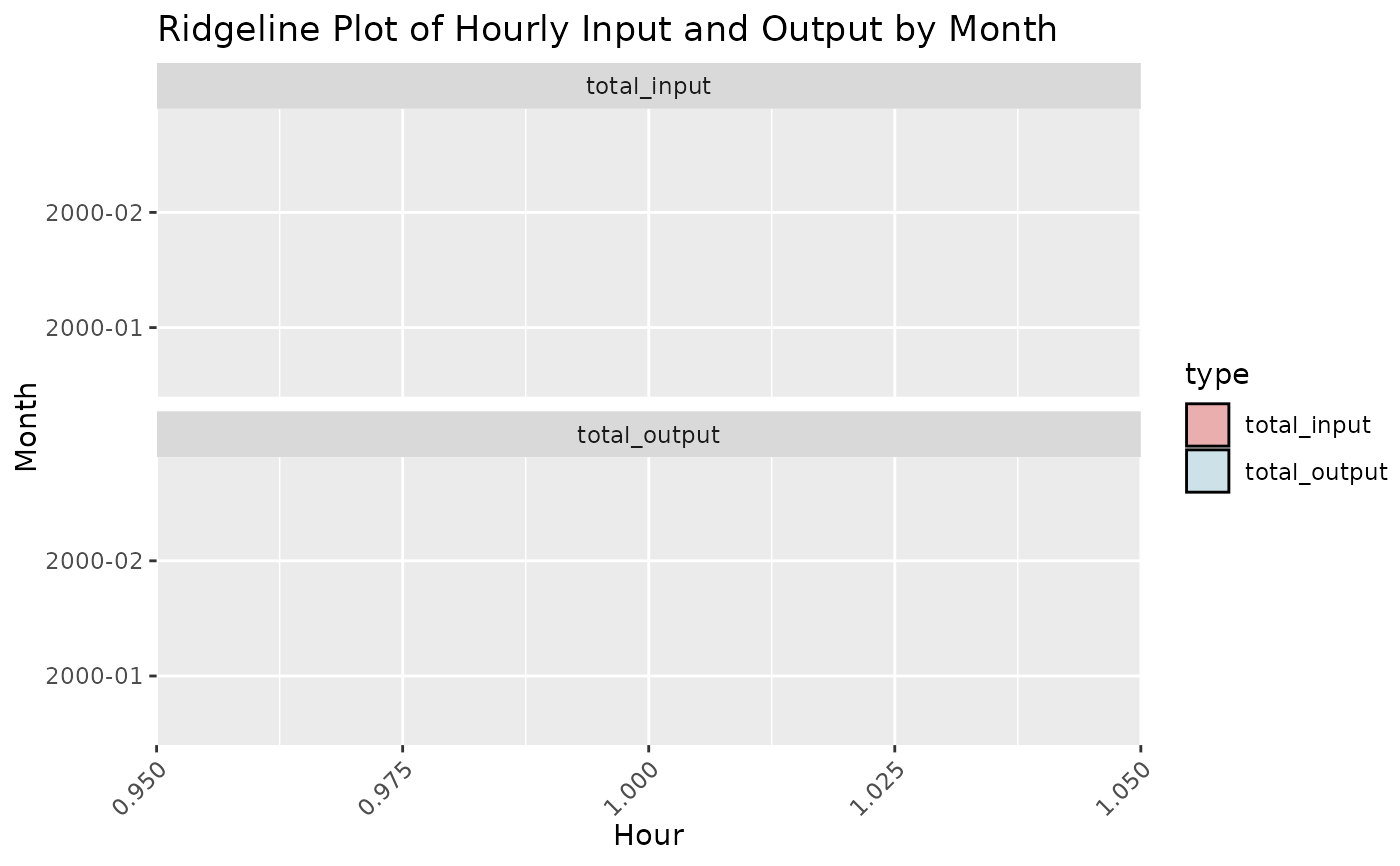 Ridgeline Plot of Hourly Input and Output by Month
total_input
2000-02
2000-01
Month
total_output
2000-02
2000-01
0.950
0.975
1.000
1.025
1.050
Hour
type
total_input
total_output